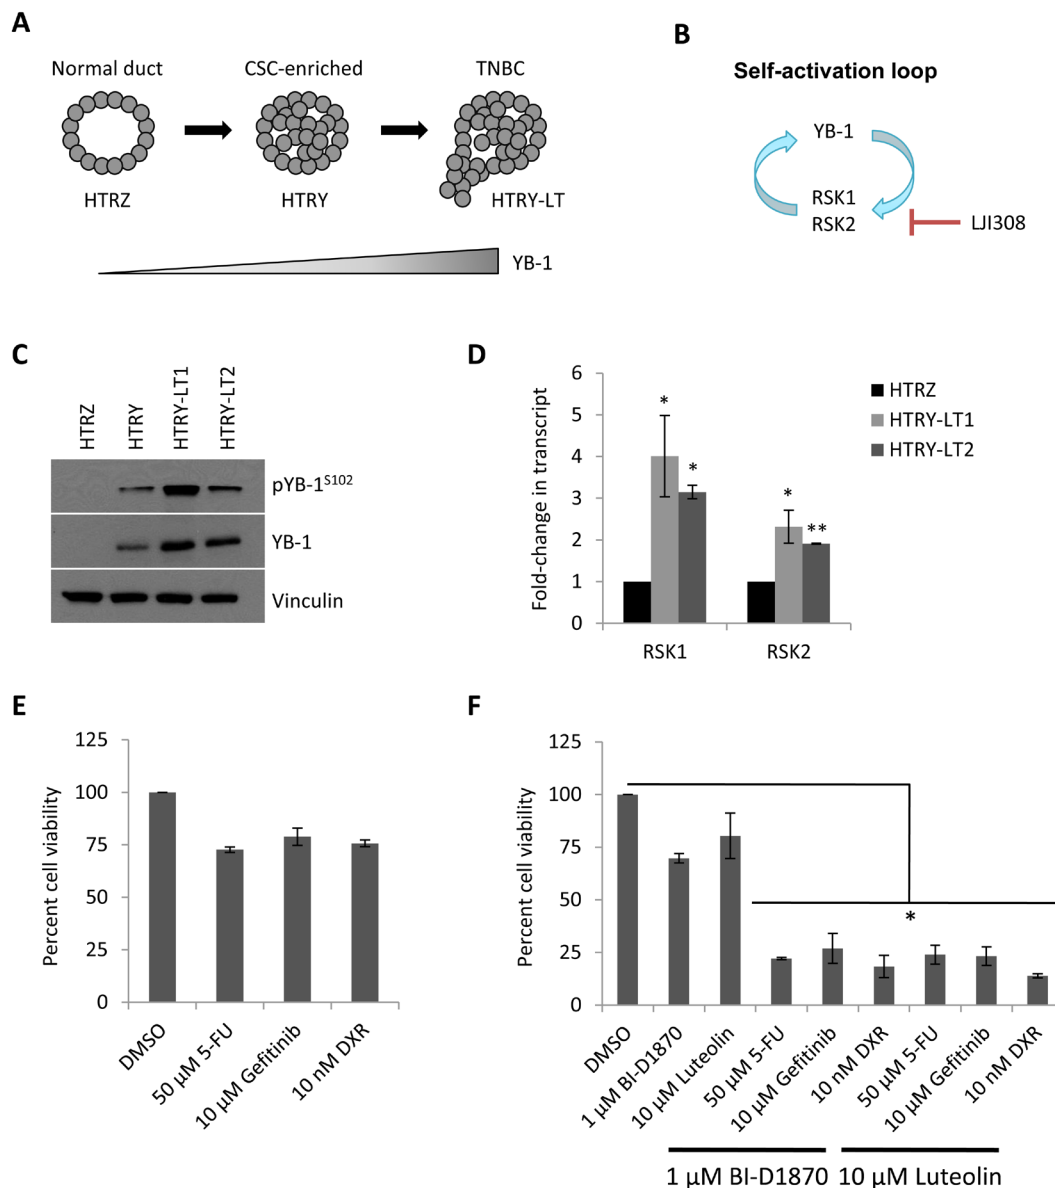 A
Normal duct
CSC-enriched
TNBC
HTRZ
HTRY
HTRY-LT
YB-1
B
Self-activation loop
YB-1
RSK1
RSK2
LJI308
C
HTRZ
HTRY
HTRY-LT1
HTRY-LT2
pYB-1S102
YB-1
Vinculin
D
Fold-change in transcript
6
5
4
3
2
1
0
*
*
*
**
RSK1
RSK2
HTRZ
HTRY-LT1
HTRY-LT2
E
Percent cell viability
125
100
75
50
25
0
DMSO
50 µM 5-FU
10 µM Gefitinib
10 nM DXR
F
Percent cell viability
125
100
75
50
25
0
*
DMSO
1 µM BI-D1870
10 µM Luteolin
50 µM 5-FU
10 µM Gefitinib
10 nM DXR
50 µM 5-FU
10 µM Gefitinib
10 nM DXR
1 µM BI-D1870
10 µM Luteolin